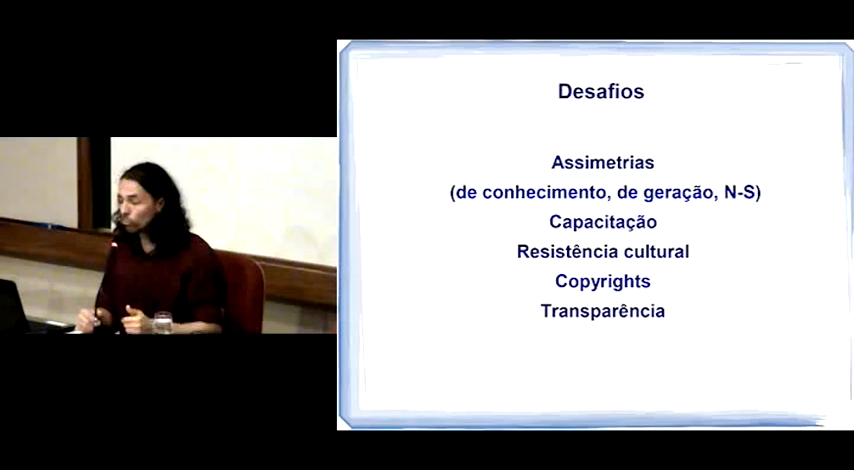 Desafios
Assimetrias
(de conhecimento, de geração, N-S)
Capacitação
Resistência cultural
Copyrights
Transparência